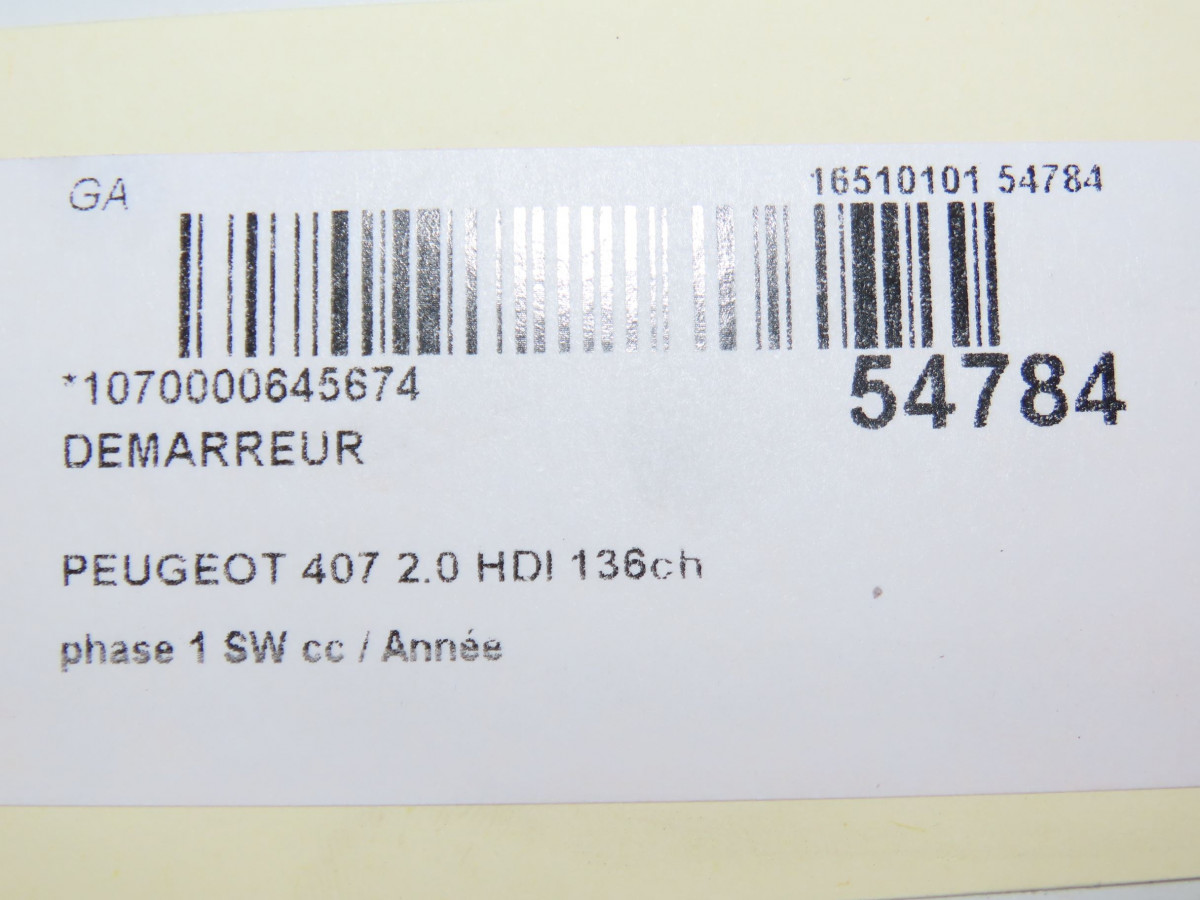 GA
16510101 54784
*1070000645674
54784
DEMARREUR
PEUGEOT 407 2.0 HDI 136ch
phase 1 SW cc / Année